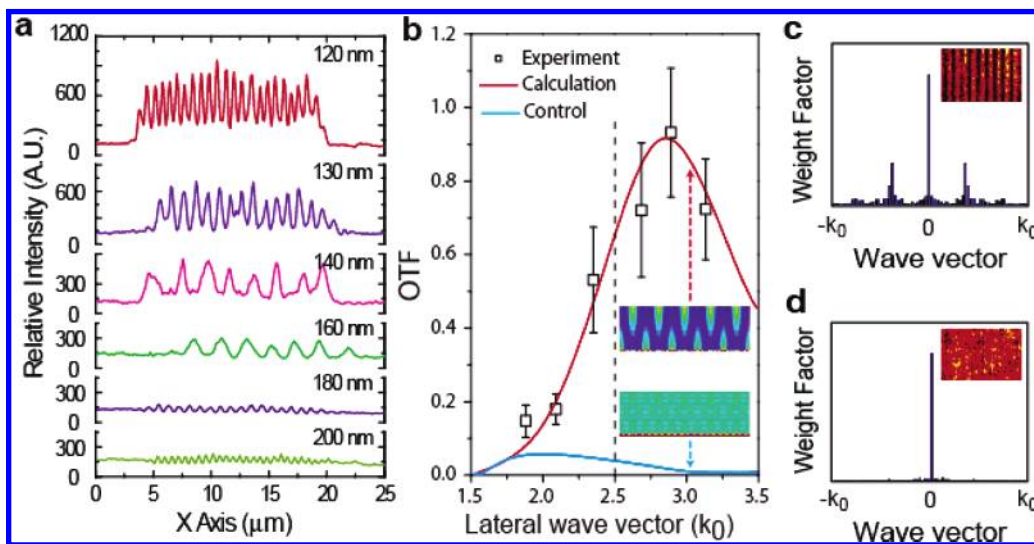 a
1200
600
0
600
300
0
300
0
300
0
300
0
300
0
120 nm
130 nm
140 nm
160 nm
180 nm
200 nm
0 5 10 15 20 25
X Axis (μm)
Relative Intensity (A.U.)
b
Experiment
Calculation
Control
1.2
1.0
0.8
0.6
0.4
0.2
0.0
OTF
1.5 2.0 2.5 3.0 3.5
Lateral wave vector (k0)
c
Weight Factor
-k0 0 k0
Wave vector
d
Weight Factor
-k0 0 k0
Wave vector